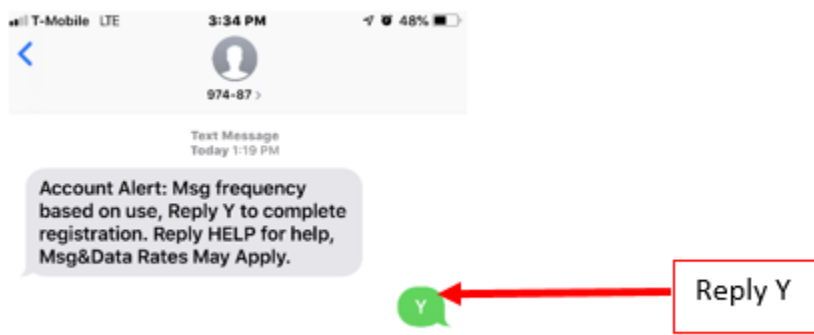 T-Mobile LTE 3:34 PM 48%
974-87 >
Text Message
Today 1:19 PM
Account Alert: Msg frequency
based on use, Reply Y to complete
registration. Reply HELP for help,
Msg&Data Rates May Apply.
Y
Reply Y